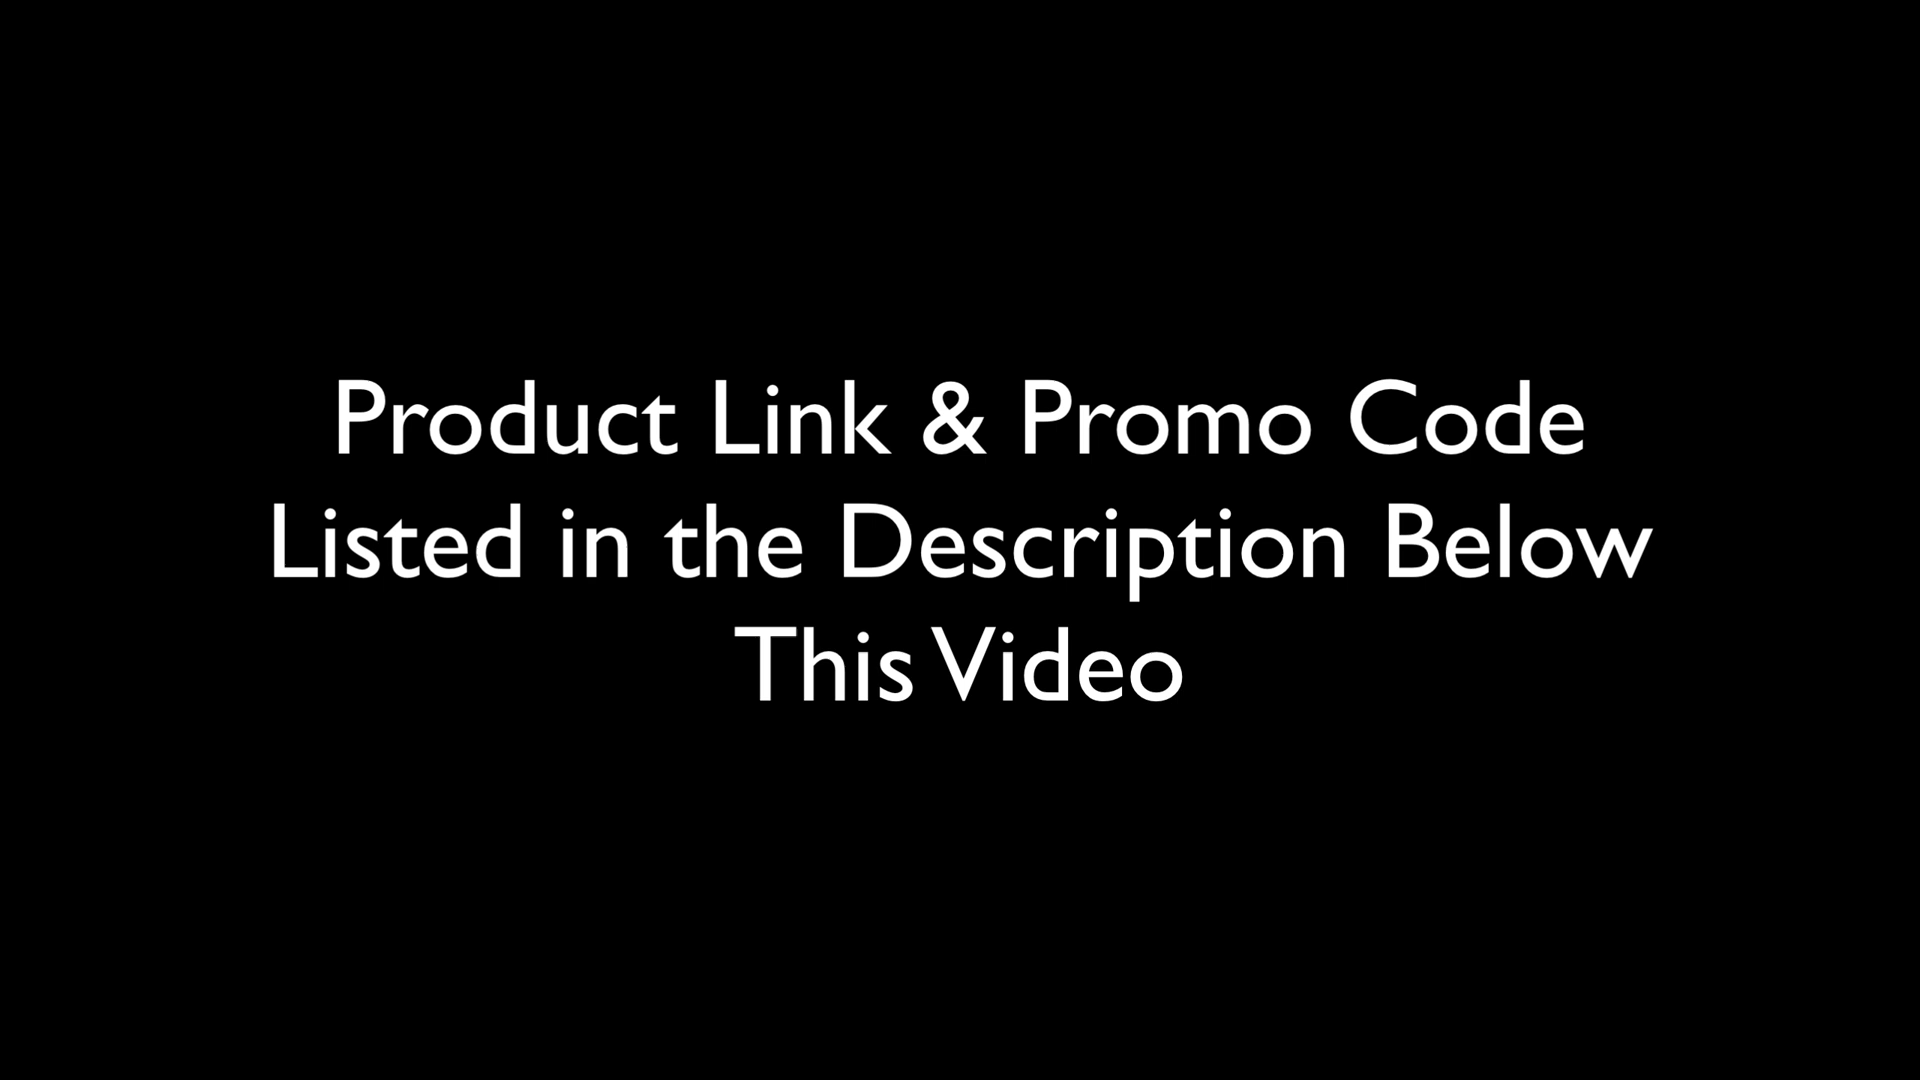 Product Link & Promo Code
Listed in the Description Below
This Video